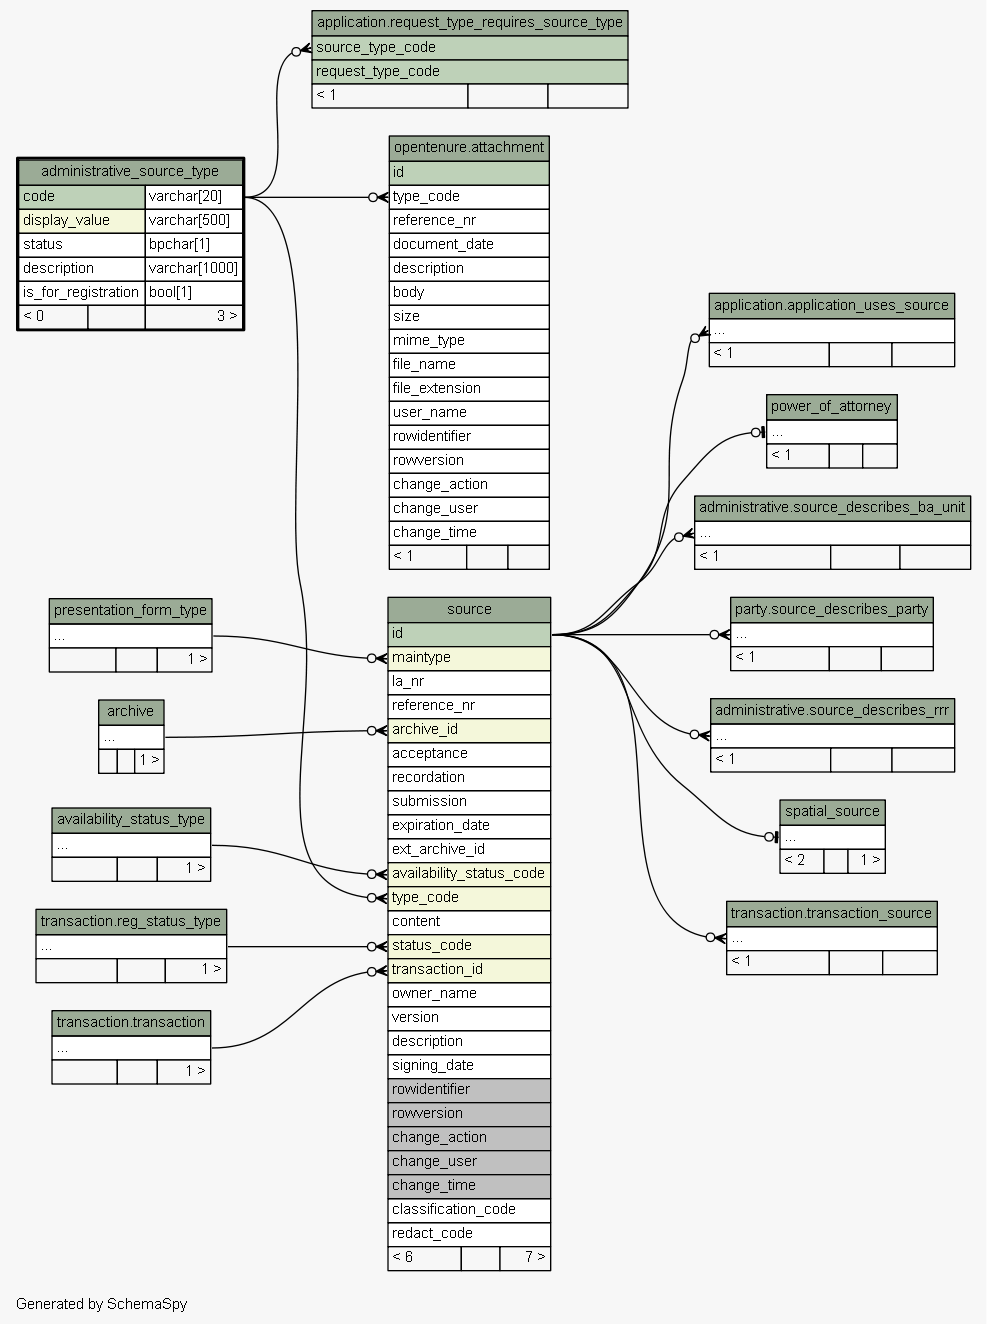 application.request_type_requires_source_type
source_type_code
request_type_code
< 1
administrative_source_type
code varchar[20]
display_value varchar[500]
status bpchar[1]
description varchar[1000]
is_for_registration bool[1]
< 0 3 >
opentenure.attachment
id
type_code
reference_nr
document_date
description
body
size
mime_type
file_name
file_extension
user_name
rowidentifier
rowversion
change_action
change_user
change_time
< 1
application.application_uses_source
...
< 1
power_of_attorney
...
< 1
administrative.source_describes_ba_unit
...
< 1
party.source_describes_party
...
< 1
administrative.source_describes_rrr
...
< 1
spatial_source
...
< 2 1 >
transaction.transaction_source
...
< 1
presentation_form_type
...
1 >
archive
...
1 >
availability_status_type
...
1 >
transaction.reg_status_type
...
1 >
transaction.transaction
...
1 >
source
id
maintype
la_nr
reference_nr
archive_id
acceptance
recordation
submission
expiration_date
ext_archive_id
availability_status_code
type_code
content
status_code
transaction_id
owner_name
version
description
signing_date
rowidentifier
rowversion
change_action
change_user
change_time
classification_code
redact_code
< 6 7 >
Generated by SchemaSpy